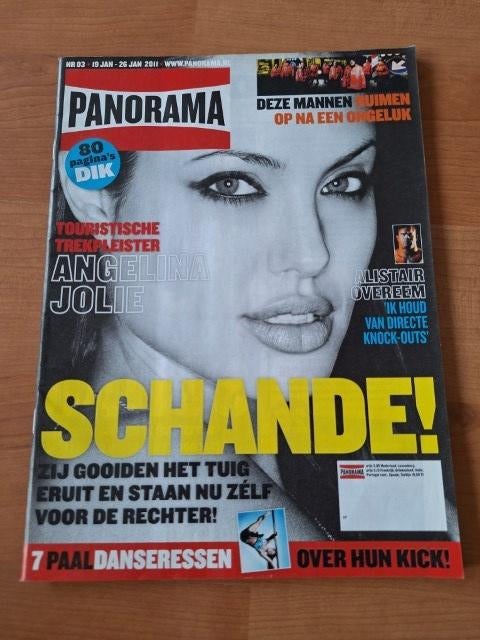 NR 03 • 19 JAN - 26 JAN 2011 • WWW.PANORAMA.NL
PANORAMA
80
pagina's
DIK
DEZE MANNEN RUIMEN
OP NA EEN ONGELUK
TOURISTISCHE
TREKPLEISTER
ANGELINA
JOLIE
ALISTAIR
OVEREEM
'IK HOUD
VAN DIRECTE
KNOCK-OUTS'
SCHANDE!
ZIJ GOOIDEN HET TUIG
ERUIT EN STAAN NU ZÉLF
VOOR DE RECHTER!
PANORAMA
7 PAALDANSERESSEN
OVER HUN KICK!